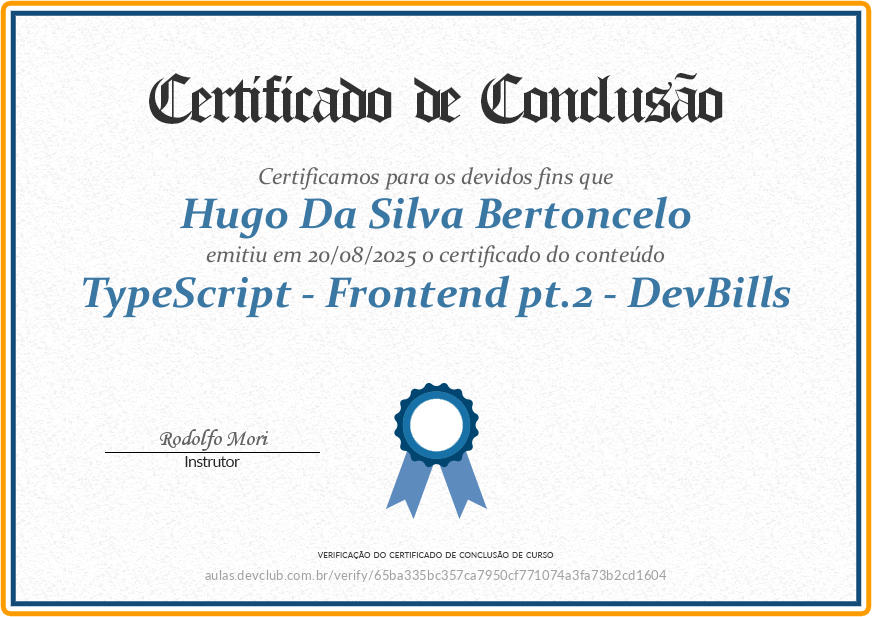 Certificado de Conclusão
Certificamos para os devidos fins que
Hugo Da Silva Bertoncelo
emitiu em 20/08/2025 o certificado do conteúdo
TypeScript - Frontend pt.2 - DevBills
Rodolfo Mori
Instrutor
VERIFICAÇÃO DO CERTIFICADO DE CONCLUSÃO DE CURSO
aulas.devclub.com.br/verify/65ba335bc357ca7950cf771074a3fa73b2cd1604